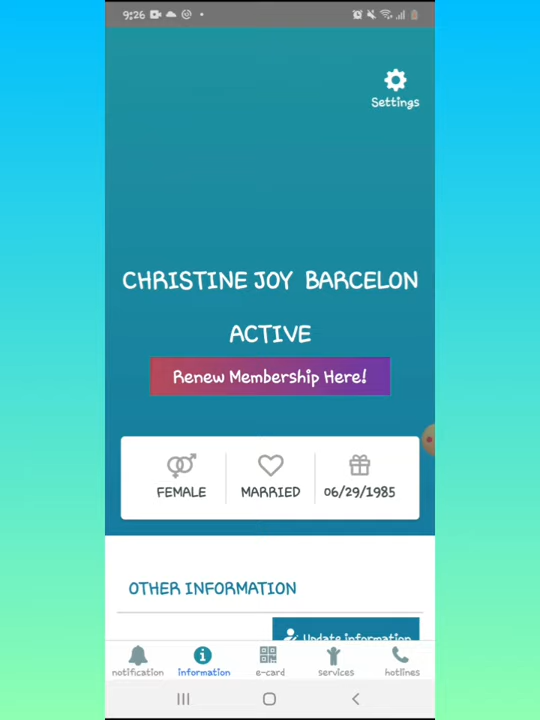 9:26
Settings
CHRISTINE JOY BARCELON
ACTIVE
Renew Membership Here!
FEMALE MARRIED 06/29/1985
OTHER INFORMATION
Update information
notification information e-card services hotlines